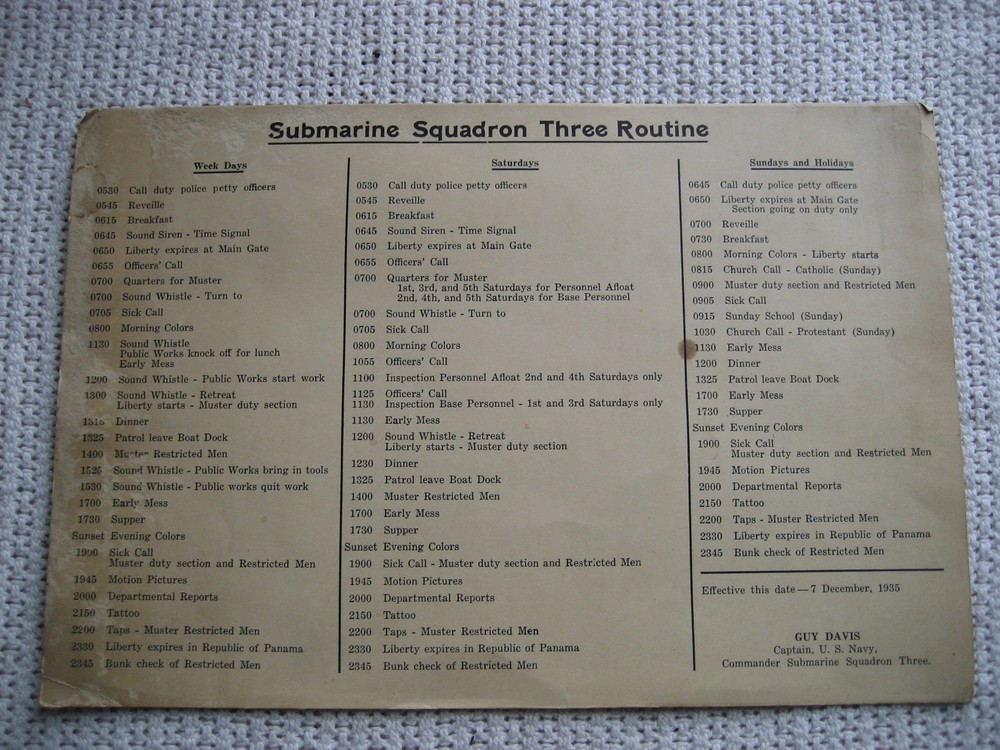 Submarine Squadron Three Routine
Week Days
0530 Call duty police petty officers
0545 Reveille
0615 Breakfast
0645 Sound Siren - Time Signal
0650 Liberty expires at Main Gate
0655 Officers' Call
0700 Quarters for Muster
0700 Sound Whistle - Turn to
0705 Sick Call
0800 Morning Colors
1130 Sound Whistle
Public Works knock off for lunch
Early Mess
1200 Sound Whistle - Public Works start work
1300 Sound Whistle - Retreat
Liberty starts - Muster duty section
1315 Dinner
1325 Patrol leave Boat Dock
1400 Muster Restricted Men
1525 Sound Whistle - Public Works bring in tools
1530 Sound Whistle - Public works quit work
1700 Early Mess
1730 Supper
Sunset Evening Colors
1900 Sick Call
Muster duty section and Restricted Men
1945 Motion Pictures
2000 Departmental Reports
2150 Tattoo
2200 Taps - Muster Restricted Men
2330 Liberty expires in Republic of Panama
2345 Bunk check of Restricted Men
Saturdays
0530 Call duty police petty officers
0545 Reveille
0615 Breakfast
0645 Sound Siren - Time Signal
0650 Liberty expires at Main Gate
0655 Officers' Call
0700 Quarters for Muster
1st, 3rd, and 5th Saturdays for Personnel Afloat
2nd, 4th, and 5th Saturdays for Base Personnel
0700 Sound Whistle - Turn to
0705 Sick Call
0800 Morning Colors
1055 Officers' Call
1100 Inspection Personnel Afloat 2nd and 4th Saturdays only
1125 Officers' Call
1130 Inspection Base Personnel - 1st and 3rd Saturdays only
1130 Early Mess
1200 Sound Whistle - Retreat
Liberty starts - Muster duty section
1230 Dinner
1325 Patrol leave Boat Dock
1400 Muster Restricted Men
1700 Early Mess
1730 Supper
Sunset Evening Colors
1900 Sick Call - Muster duty section and Restricted Men
1945 Motion Pictures
2000 Departmental Reports
2150 Tattoo
2200 Taps - Muster Restricted Men
2330 Liberty expires in Republic of Panama
2345 Bunk check of Restricted Men
Sundays and Holidays
0645 Call duty police petty officers
0650 Liberty expires at Main Gate
Section going on duty only
0700 Reveille
0730 Breakfast
0800 Morning Colors - Liberty starts
0815 Church Call - Catholic (Sunday)
0900 Muster duty section and Restricted Men
0905 Sick Call
0915 Sunday School (Sunday)
1030 Church Call - Protestant (Sunday)
1130 Early Mess
1200 Dinner
1325 Patrol leave Boat Dock
1700 Early Mess
1730 Supper
Sunset Evening Colors
1900 Sick Call
Muster duty section and Restricted Men
1945 Motion Pictures
2000 Departmental Reports
2150 Tattoo
2200 Taps - Muster Restricted Men
2330 Liberty expires in Republic of Panama
2345 Bunk check of Restricted Men
Effective this date — 7 December, 1935
GUY DAVIS
Captain, U. S. Navy,
Commander Submarine Squadron Three.